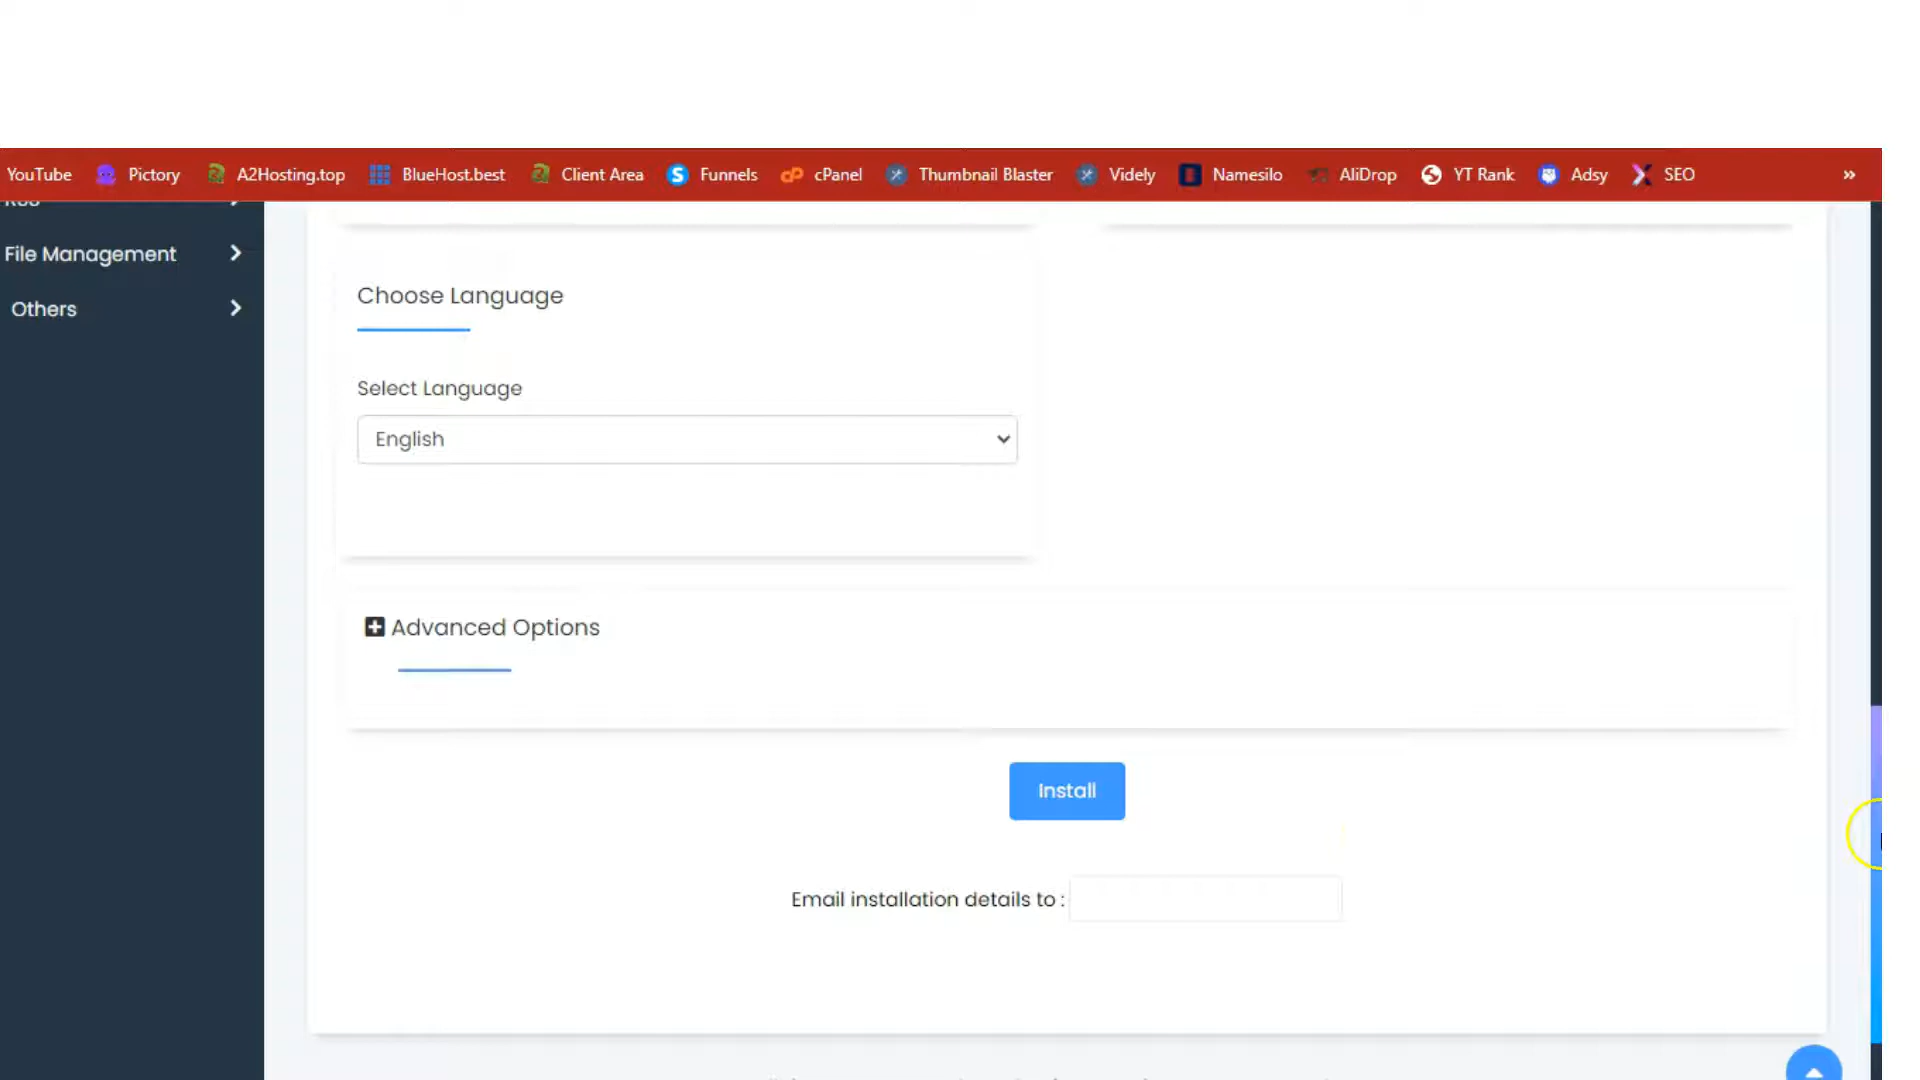 YouTube Pictory A2Hosting.top BlueHost.best Client Area Funnels cPanel Thumbnail Blaster Videly Namesilo AliDrop YT Rank Adsy SEO »
File Management
Others
Choose Language
Select Language
English
Advanced Options
Install
Email installation details to :